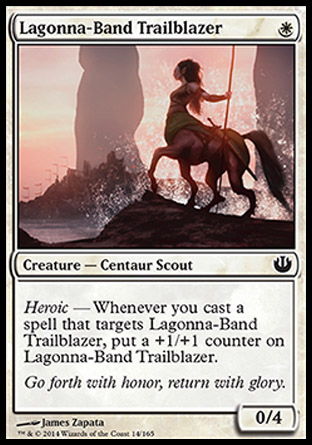 Lagonna-Band Trailblazer
Creature — Centaur Scout
Heroic — Whenever you cast a
spell that targets Lagonna-Band
Trailblazer, put a +1/+1 counter on
Lagonna-Band Trailblazer.
Go forth with honor, return with glory.
0/4
James Zapata
™ & © 2014 Wizards of the Coast 14/165